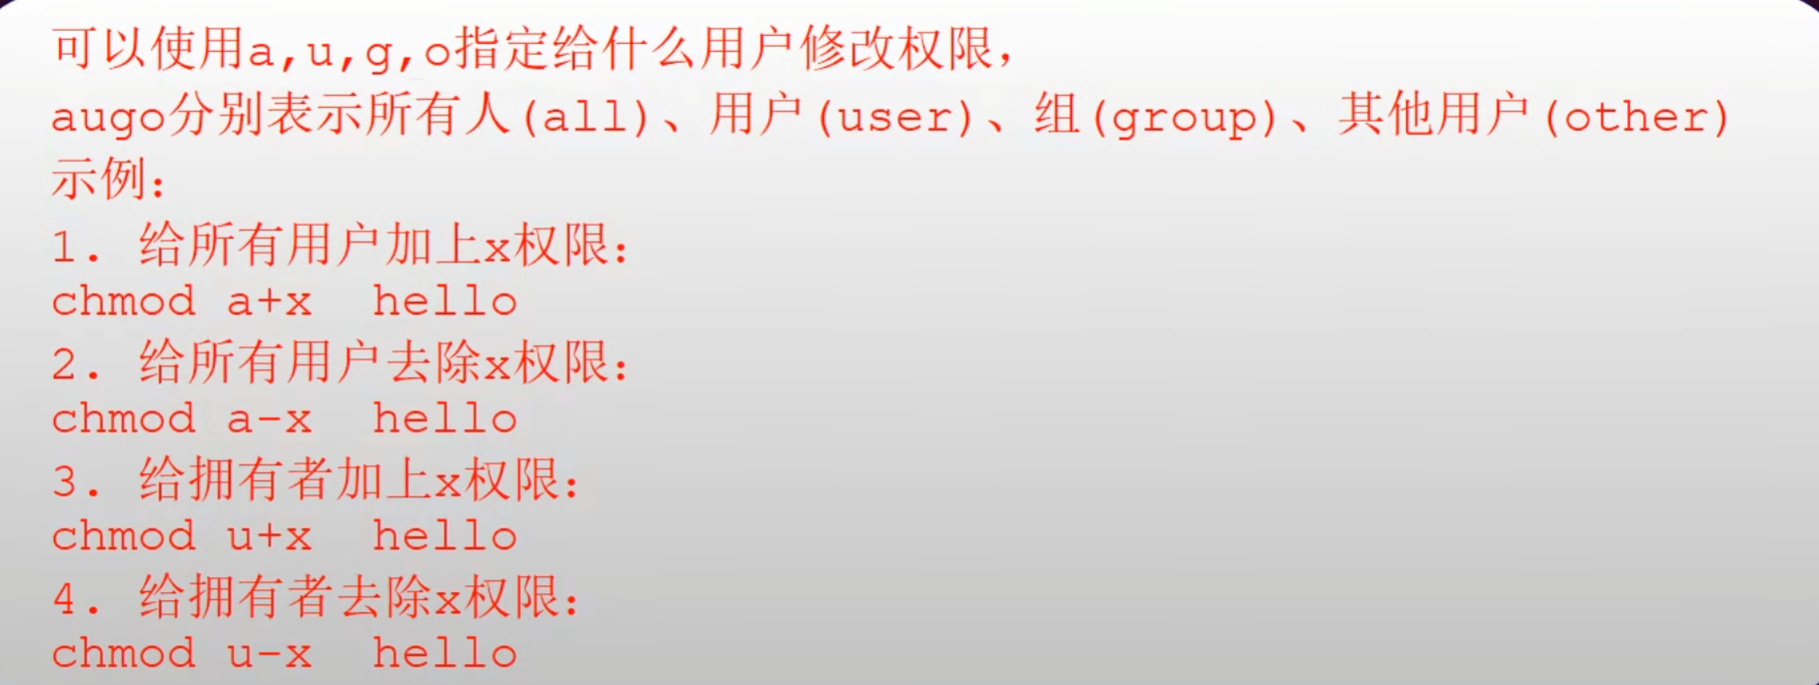 可以使用a,u,g,o指定给什么用户修改权限，
augo分别表示所有人(all)、用户(user)、组(group)、其他用户(other)
示例：
1. 给所有用户加上x权限：
chmod a+x  hello
2. 给所有用户去除x权限：
chmod a-x  hello
3. 给拥有者加上x权限：
chmod u+x  hello
4. 给拥有者去除x权限：
chmod u-x  hello